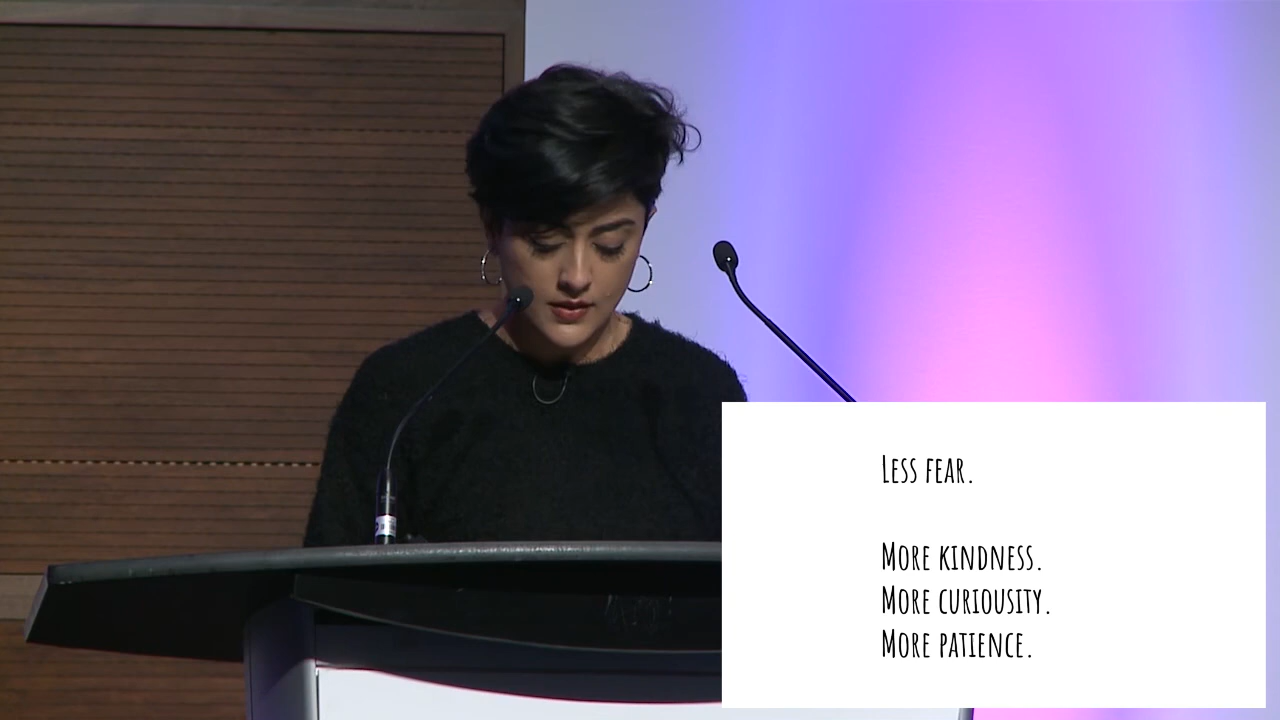 Less fear.
More kindness.
More curiousity.
More patience.